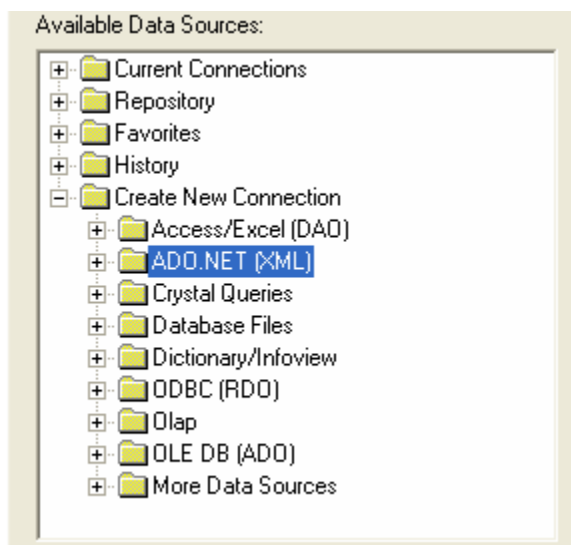 Available Data Sources:
Current Connections
Repository
Favorites
History
Create New Connection
Access/Excel (DAO)
ADO.NET (XML)
Crystal Queries
Database Files
Dictionary/Infoview
ODBC (RDO)
Olap
OLE DB (ADO)
More Data Sources